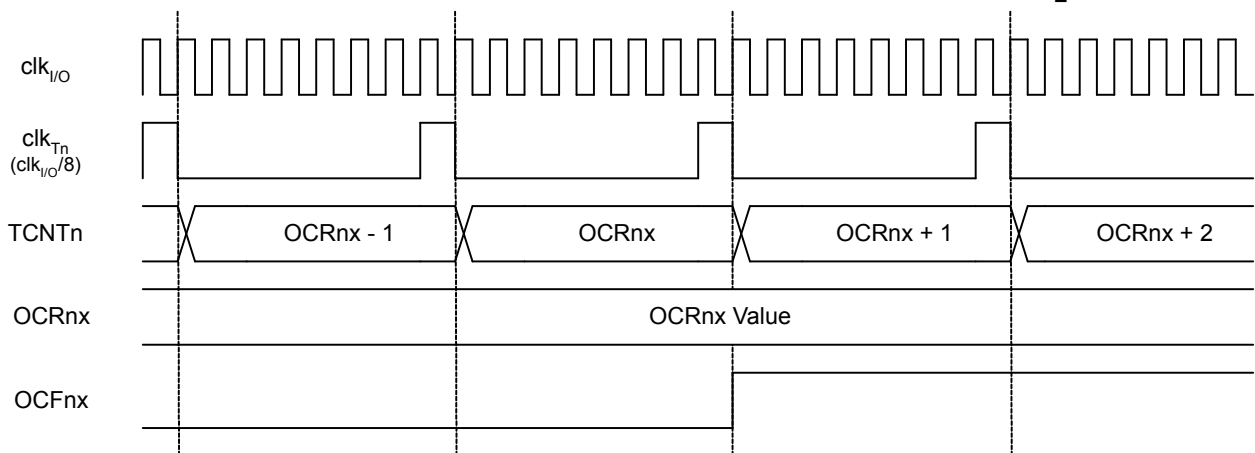 clkI/O
clkTn
(clkI/O/8)
TCNTn OCRnx - 1 OCRnx OCRnx + 1 OCRnx + 2
OCRnx OCRnx Value
OCFnx